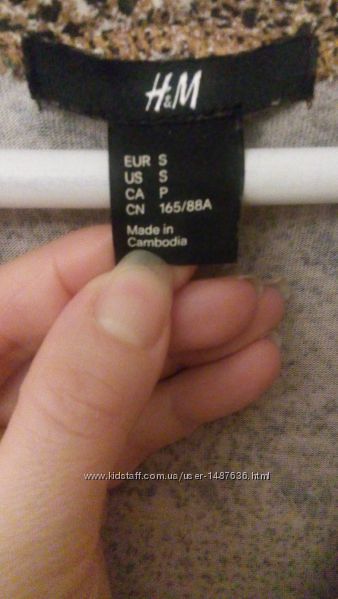 H&M
EUR S
US S
CA P
CN 165/88A
Made in
Cambodia
www.kidstaff.com.ua/user-1487636.html